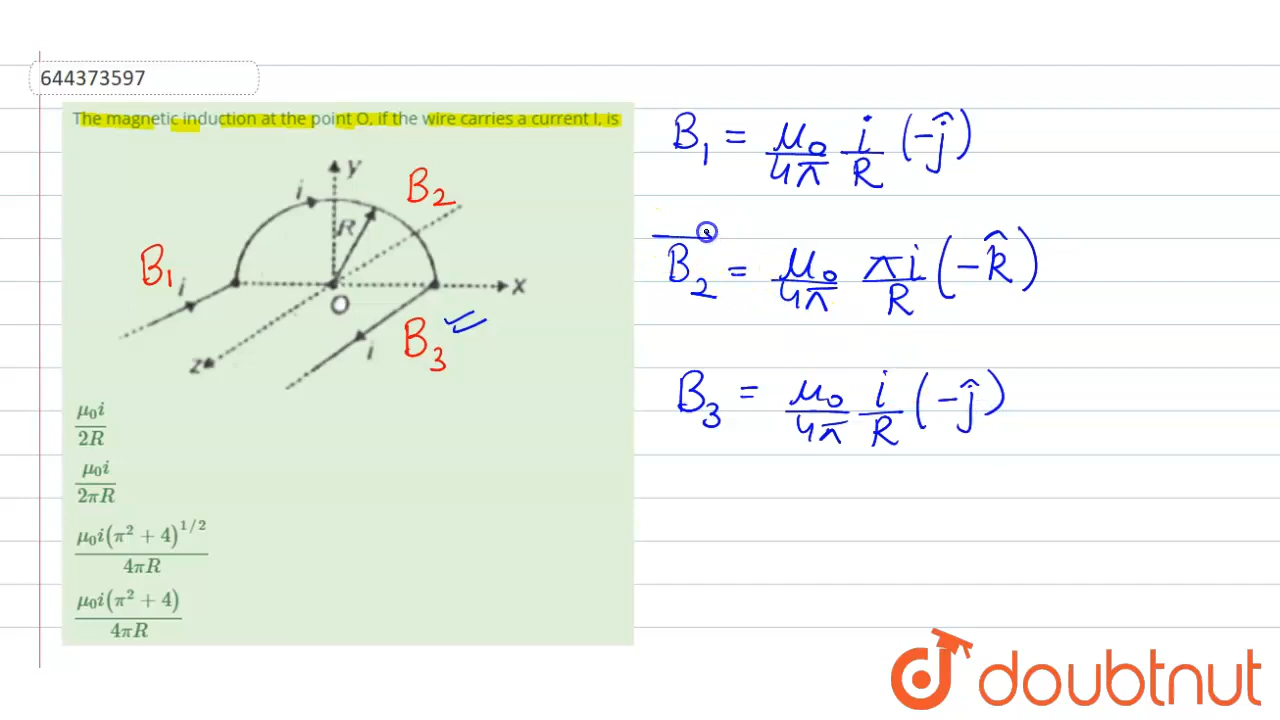 644373597
The magnetic induction at the point O, if the wire carries a current I, is
y
i
R
B₂
B₁
i
x
O
B₃
z
i
μ₀i / 2R
μ₀i / 2πR
μ₀i(π² + 4)^1/2 / 4πR
μ₀i(π² + 4) / 4πR
B₁ = μ₀/4π i/R (-ĵ)
B₂ = μ₀/4π πi/R (-k̂)
B₃ = μ₀/4π i/R (-ĵ)
doubtnut